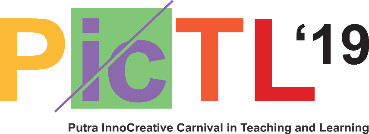 PicTL '19
Putra InnoCreative Carnival in Teaching and Learning